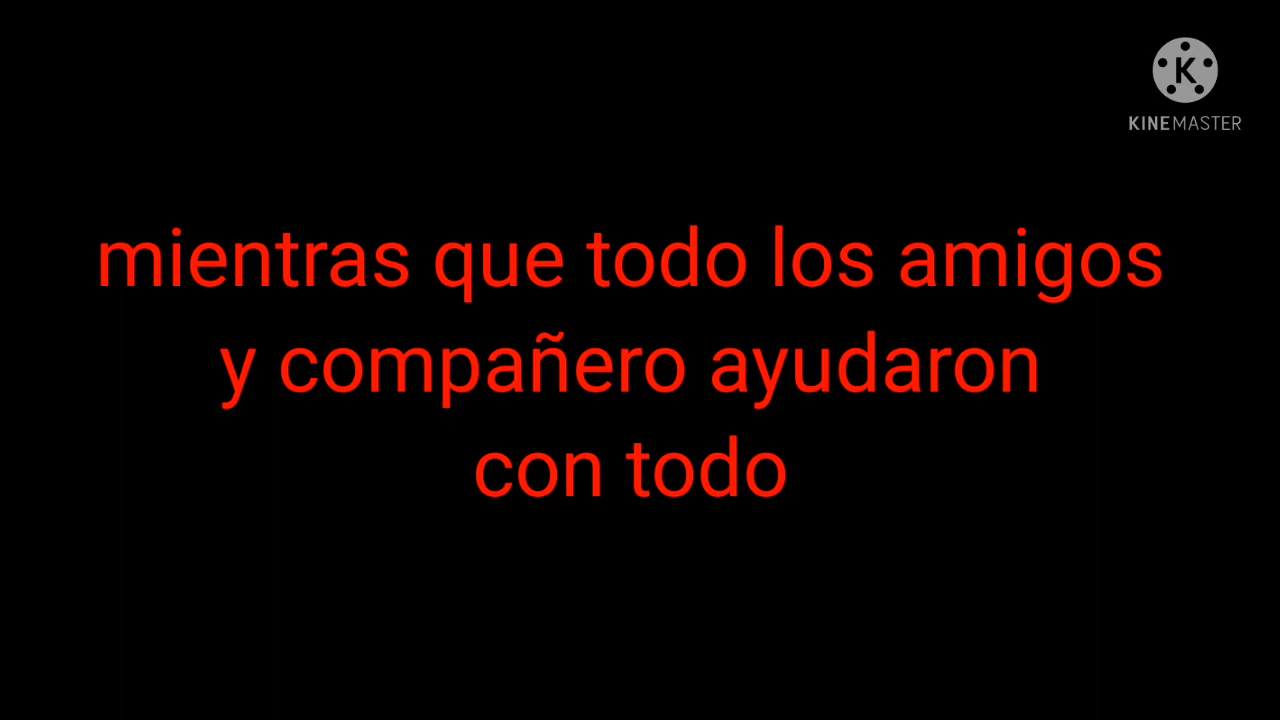 K
KINEMASTER
mientras que todo los amigos
y compañero ayudaron
con todo